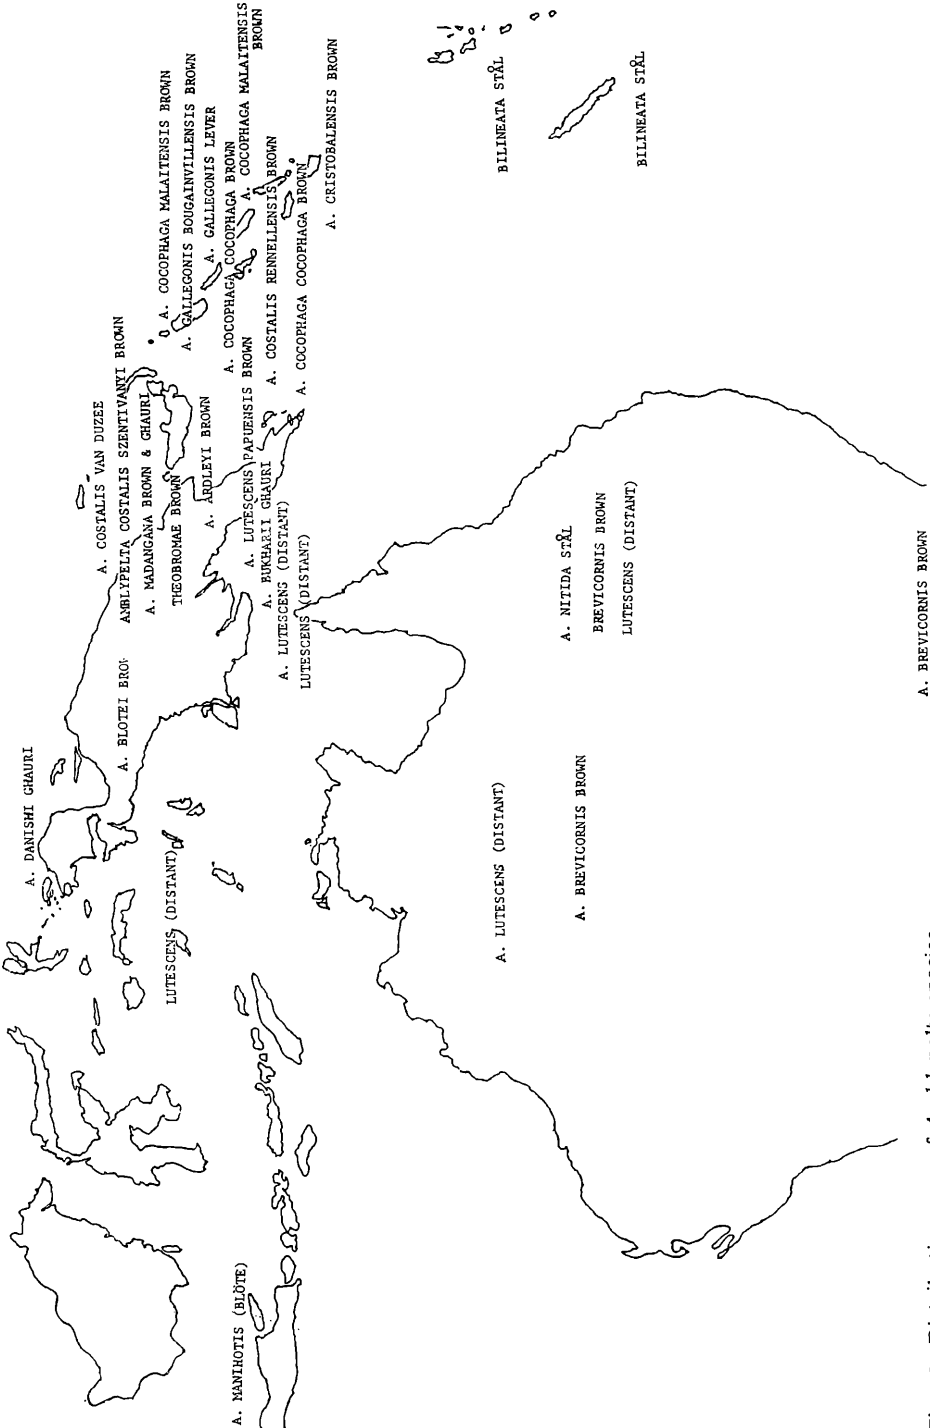 A. DANISHI GHAURI
A. COSTALIS VAN DUZEE
AMBLYPELTA COSTALIS SZENTIVANYI BROWN
A. MADANGANA BROWN & GHAURI
THEOBROMAE BROWN
A. ARDLEYI BROWN
A. BLOTEI
A. COCOPHAGA MALAITENSIS BROWN
A. GALLEGONIS BOUGAINVILLENSIS BROWN
A. GALLEGONIS LEVER
A. COCOPHAGA COCOPHAGA BROWN
A. COCOPHAGA MALAITENSIS
BROWN
A. LUTESCENS PAPUENSIS BROWN
A. COSTALIS RENNELLENSIS BROWN
A. COCOPHAGA COCOPHAGA BROWN
A. CRISTOBALENSIS BROWN
A. BUKHARII GHAURI
A. LUTESCENS (DISTANT)
LUTESCENS (DISTANT)
LUTESCENS (DISTANT)
A. MANIHOTIS (BLÖTE)
BILINEATA STÅL
BILINEATA STÅL
A. LUTESCENS (DISTANT)
A. BREVICORNIS BROWN
A. NITIDA STÅL
BREVICORNIS BROWN
LUTESCENS (DISTANT)
A. BREVICORNIS BROWN